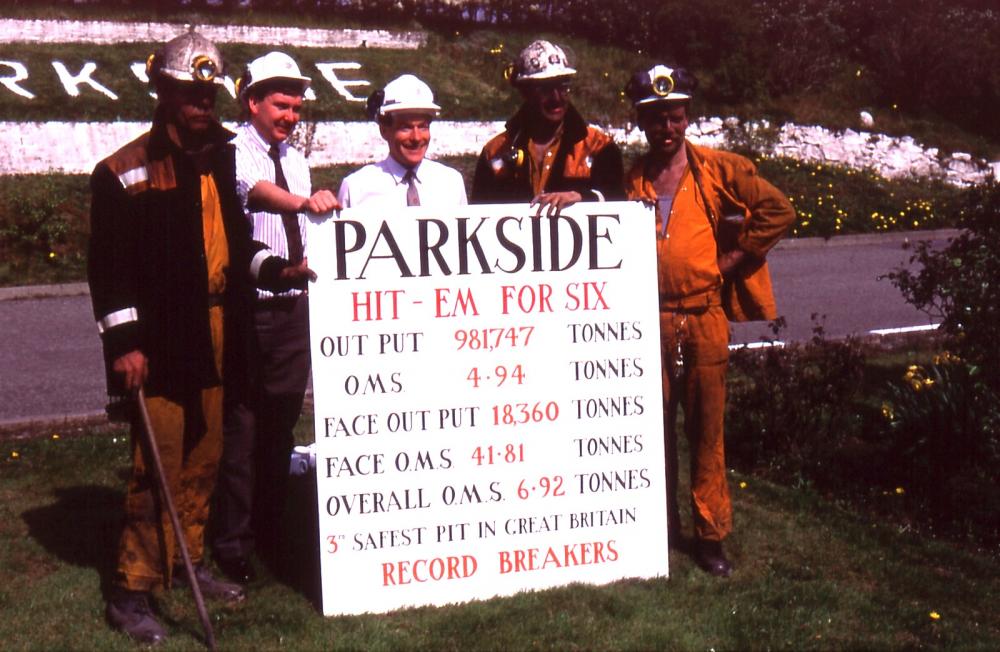 RKSIDE
PARKSIDE
HIT - EM FOR SIX
OUT PUT 981,747 TONNES
O.M.S 4·94 TONNES
FACE OUT PUT 18,360 TONNES
FACE O.M.S. 41·81 TONNES
OVERALL O.M.S. 6·92 TONNES
3RD SAFEST PIT IN GREAT BRITAIN
RECORD BREAKERS